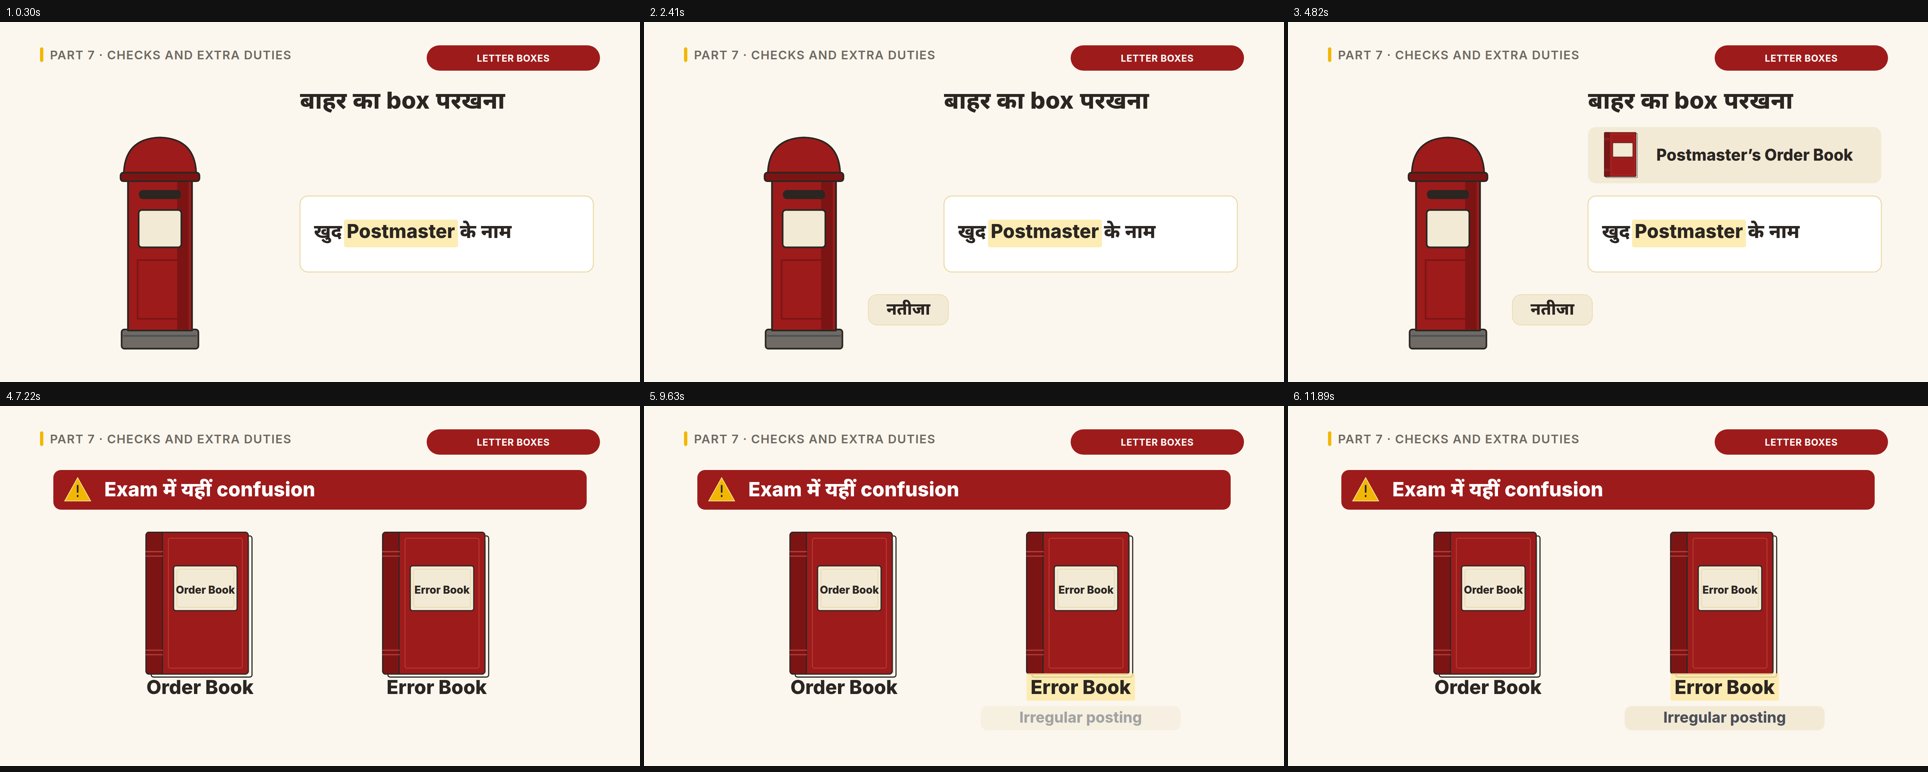 1. 0.30s
PART 7 · CHECKS AND EXTRA DUTIES
LETTER BOXES
बाहर का box परखना
खुद Postmaster के नाम
2. 2.41s
PART 7 · CHECKS AND EXTRA DUTIES
LETTER BOXES
बाहर का box परखना
खुद Postmaster के नाम
नतीजा
3. 4.82s
PART 7 · CHECKS AND EXTRA DUTIES
LETTER BOXES
बाहर का box परखना
Postmaster’s Order Book
खुद Postmaster के नाम
नतीजा
4. 7.22s
PART 7 · CHECKS AND EXTRA DUTIES
LETTER BOXES
Exam में यहीं confusion
Order Book
Error Book
Order Book
Error Book
5. 9.63s
PART 7 · CHECKS AND EXTRA DUTIES
LETTER BOXES
Exam में यहीं confusion
Order Book
Error Book
Order Book
Error Book
Irregular posting
6. 11.89s
PART 7 · CHECKS AND EXTRA DUTIES
LETTER BOXES
Exam में यहीं confusion
Order Book
Error Book
Order Book
Error Book
Irregular posting